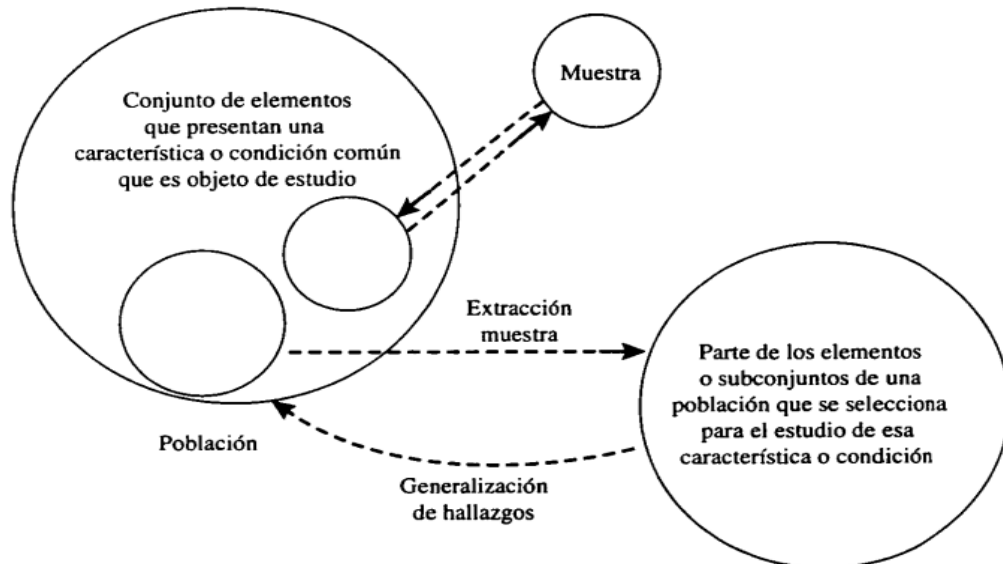 Conjunto de elementos
que presentan una
característica o condición común
que es objeto de estudio
Muestra
Extracción
muestra
Población
Generalización
de hallazgos
Parte de los elementos
o subconjuntos de una
población que se selecciona
para el estudio de esa
característica o condición